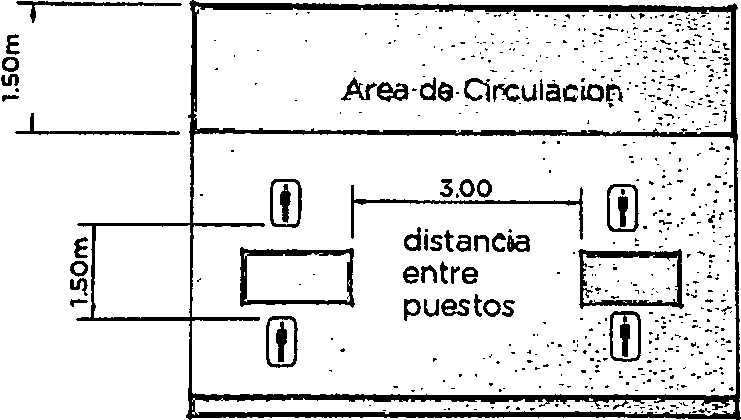 1.50m
Area de Circulacion
3.00
1.50m
distancia
entre
puestos